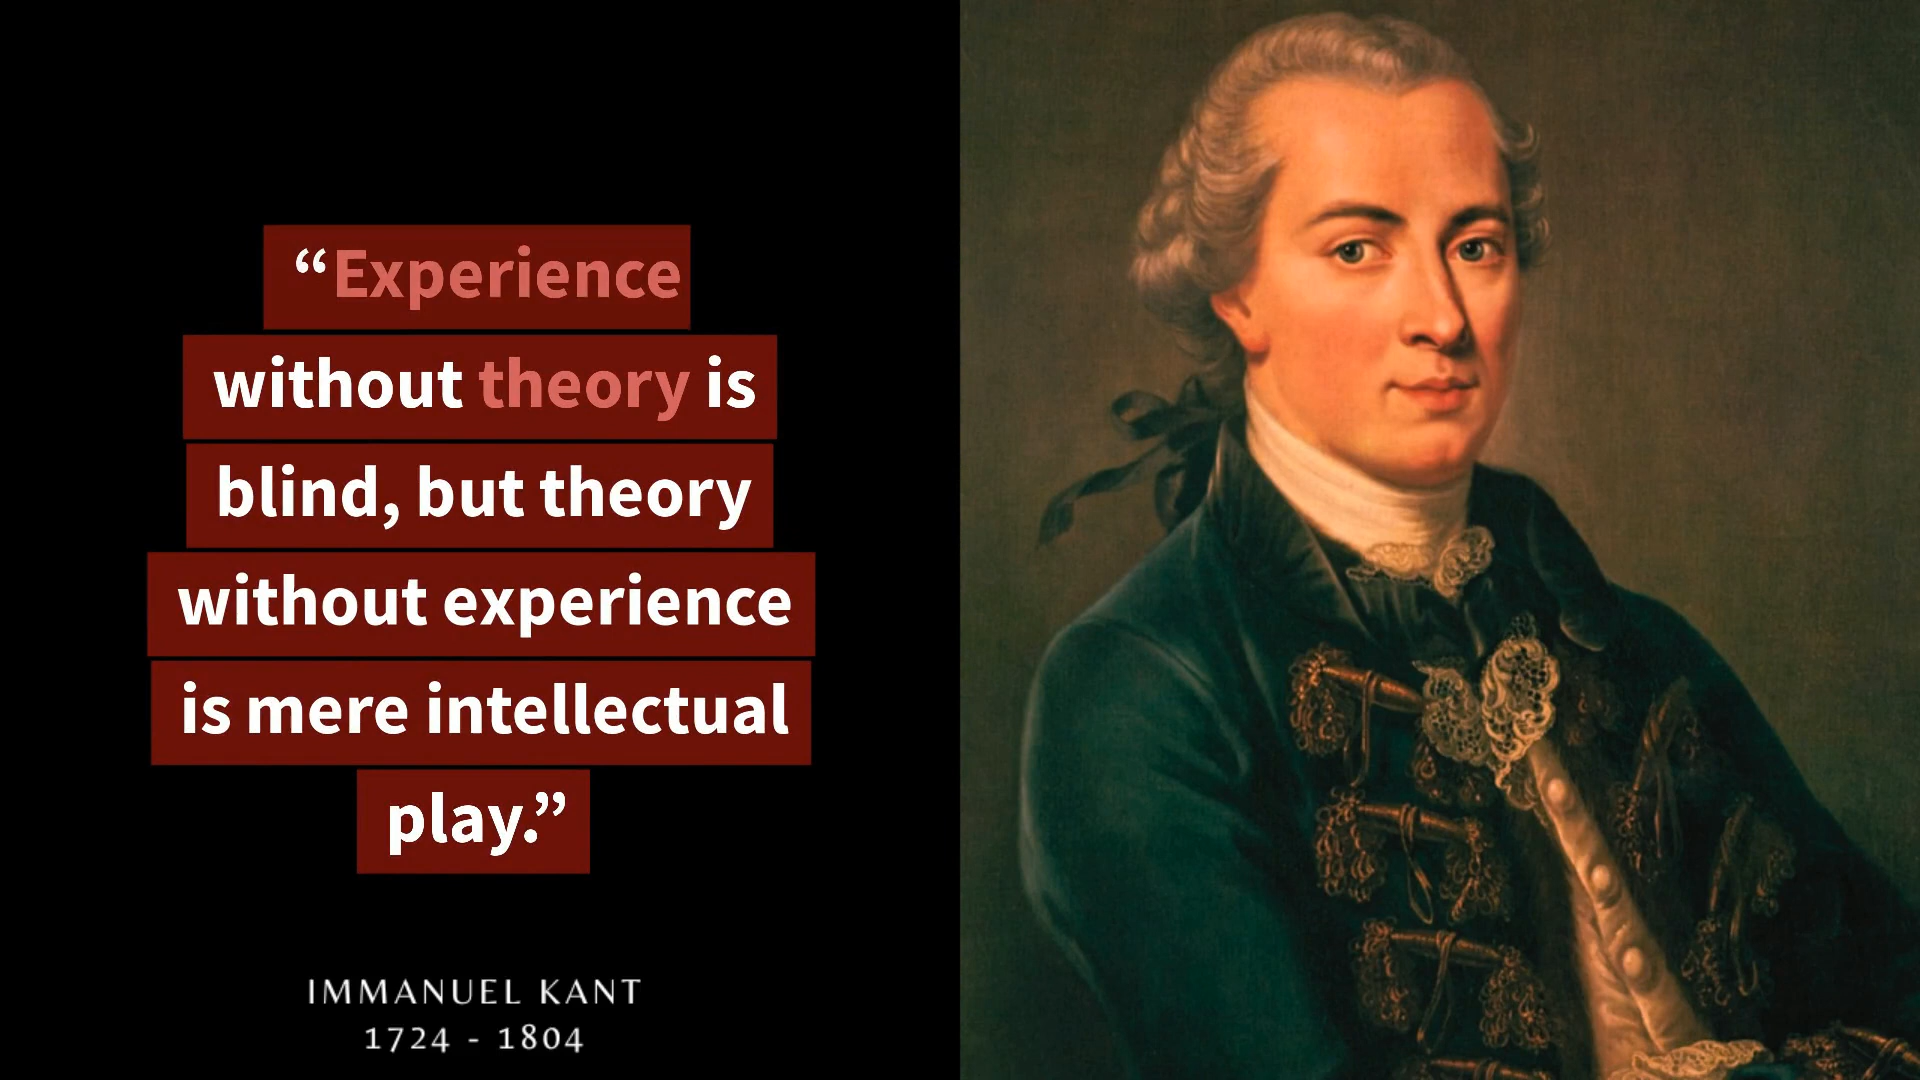 “Experience
without theory is
blind, but theory
without experience
is mere intellectual
play.”
IMMANUEL KANT
1724 - 1804